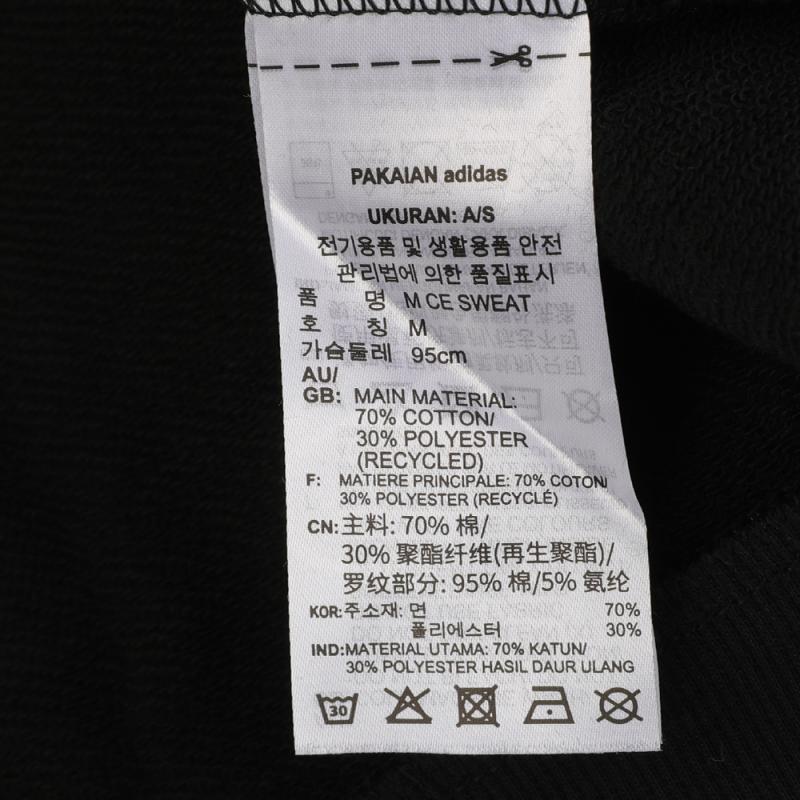 PAKAIAN adidas
UKURAN: A/S
전기용품 및 생활용품 안전
관리법에 의한 품질표시
품 명 M CE SWEAT
호 칭 M
가슴둘레 95cm
AU/
GB: MAIN MATERIAL:
70% COTTON/
30% POLYESTER
(RECYCLED)
F: MATIERE PRINCIPALE: 70% COTON/
30% POLYESTER (RECYCLÉ)
CN:主料: 70% 棉/
30% 聚酯纤维(再生聚酯)/
罗纹部分: 95% 棉/5% 氨纶
KOR:주소재: 면 70%
폴리에스터 30%
IND:MATERIAL UTAMA: 70% KATUN/
30% POLYESTER HASIL DAUR ULANG
30